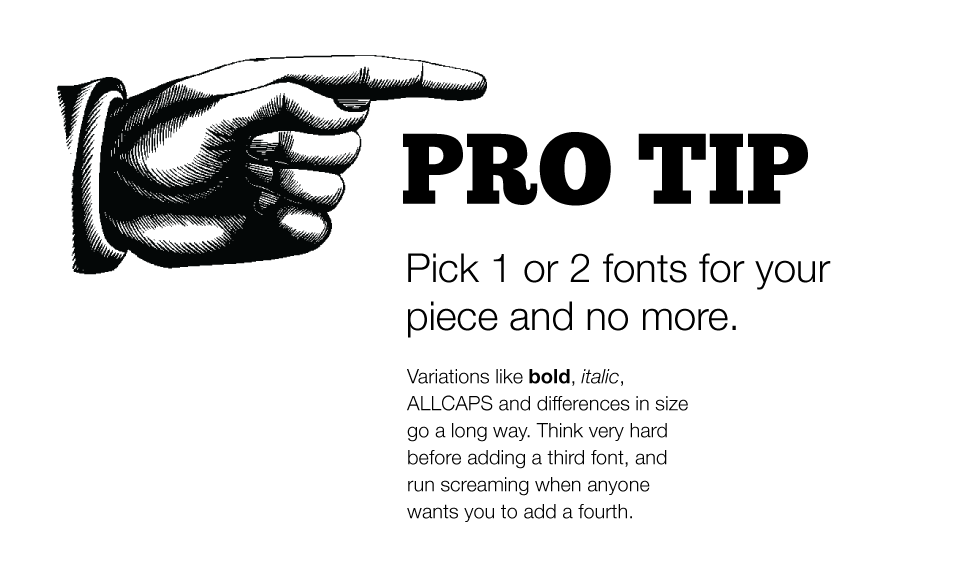 PRO TIP
Pick 1 or 2 fonts for your
piece and no more.
Variations like bold, italic,
ALLCAPS and differences in size
go a long way. Think very hard
before adding a third font, and
run screaming when anyone
wants you to add a fourth.